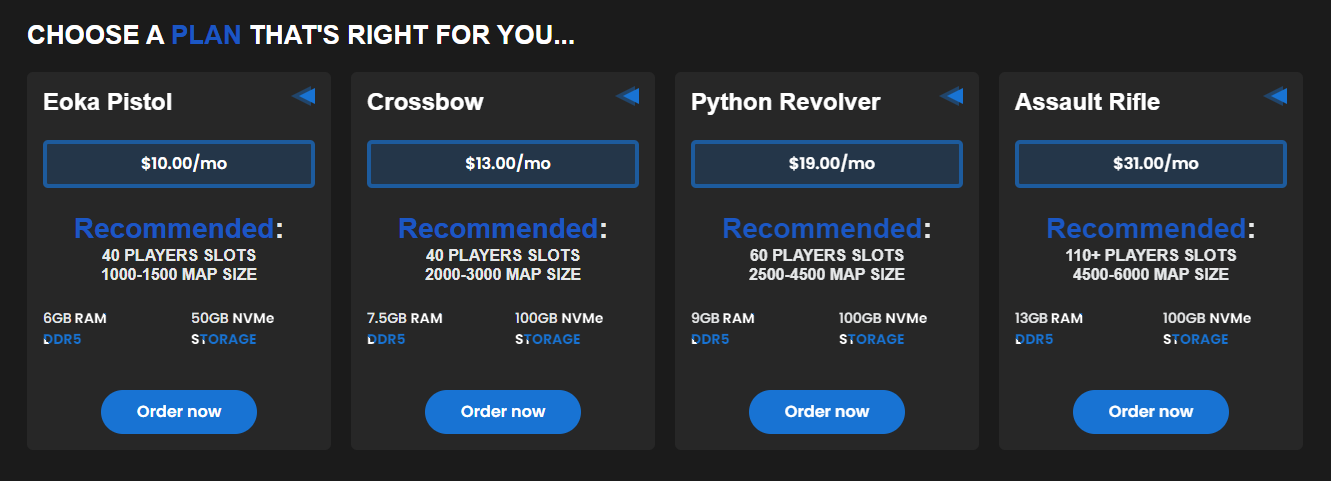 CHOOSE A PLAN THAT'S RIGHT FOR YOU...
Eoka Pistol
$10.00/mo
Recommended:
40 PLAYERS SLOTS
1000-1500 MAP SIZE
6GB RAM 50GB NVMe
DDR5 STORAGE
Order now
Crossbow
$13.00/mo
Recommended:
40 PLAYERS SLOTS
2000-3000 MAP SIZE
7.5GB RAM 100GB NVMe
DDR5 STORAGE
Order now
Python Revolver
$19.00/mo
Recommended:
60 PLAYERS SLOTS
2500-4500 MAP SIZE
9GB RAM 100GB NVMe
DDR5 STORAGE
Order now
Assault Rifle
$31.00/mo
Recommended:
110+ PLAYERS SLOTS
4500-6000 MAP SIZE
13GB RAM 100GB NVMe
DDR5 STORAGE
Order now